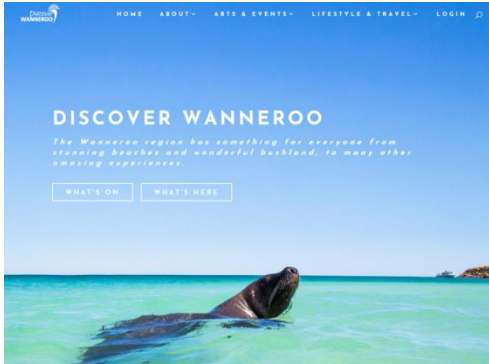 Discover
WANNEROO
HOME ABOUT ARTS & EVENTS LIFESTYLE & TRAVEL LOGIN
DISCOVER WANNEROO
The Wanneroo region has something for everyone from
stunning beaches and wonderful bushland, to many other
amazing experiences.
WHAT'S ON WHAT'S HERE